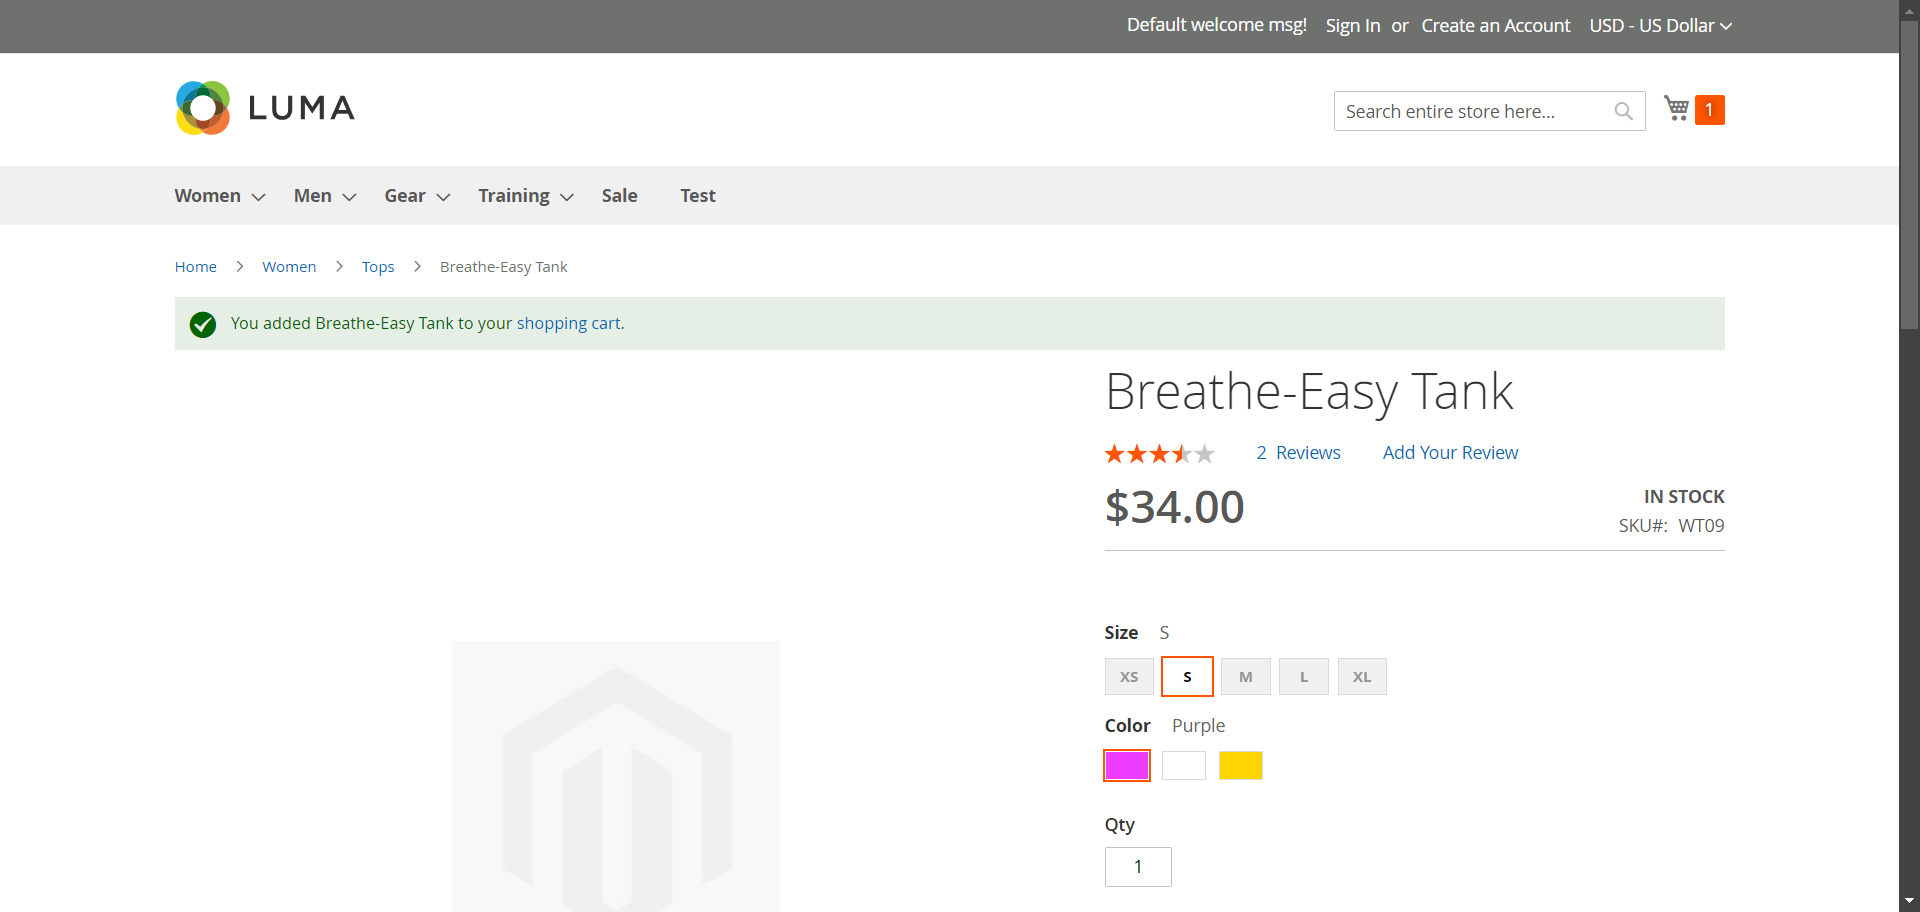 Default welcome msg! Sign In or Create an Account USD - US Dollar
LUMA
Search entire store here... 1
Women Men Gear Training Sale Test
Home Women Tops Breathe-Easy Tank
You added Breathe-Easy Tank to your shopping cart.
Breathe-Easy Tank
2 Reviews Add Your Review
$34.00
IN STOCK
SKU#: WT09
Size S
XS S M L XL
Color Purple
Qty
1